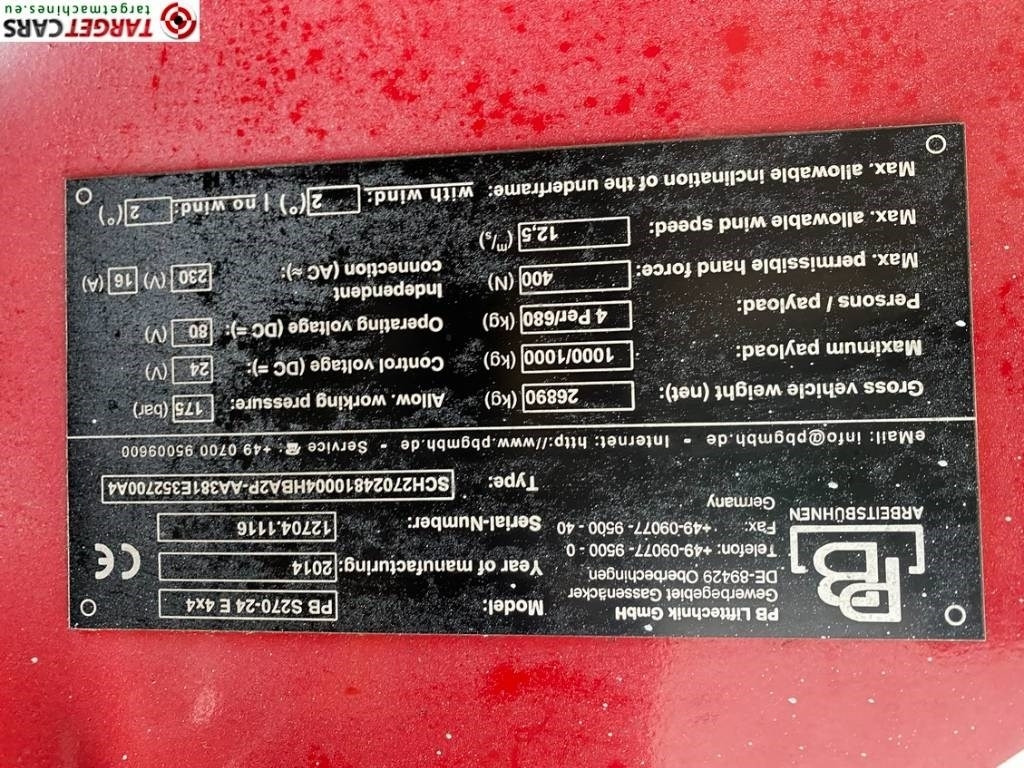 PB
ARBEITSBÜHNEN
PB Lifttechnik GmbH
Gewerbegebiet Gassenäcker
DE-89429 Oberbechingen
Telefon: +49-09077- 9500 - 0
Fax: +49-09077- 9500 - 40
Germany
Model: PB S270-24 E 4x4
Year of manufacturing: 2014
Serial-Number: 12704.1116
Type: SCH27024810004HBA2P-AA381E352700A4
CE
eMail: info@pbgmbh.de - Internet: http://www.pbgmbh.de - Service ☎: +49 0700 95009600
Gross vehicle weight (net): 26890 (kg)
Maximum payload: 1000/1000 (kg)
Persons / payload: 4 Per/680 (kg)
Max. permissible hand force: 400 (N)
Max. allowable wind speed: 12,5 (m/s)
Allow. working pressure: 175 (bar)
Control voltage (DC =): 24 (V)
Operating voltage (DC =): 80 (V)
Independent
connection (AC ≈): 230 (V) 16 (A)
Max. allowable inclination of the underframe: with wind: 2 (°) | no wind: 2 (°)
TARGETCARS
targetmachines.eu